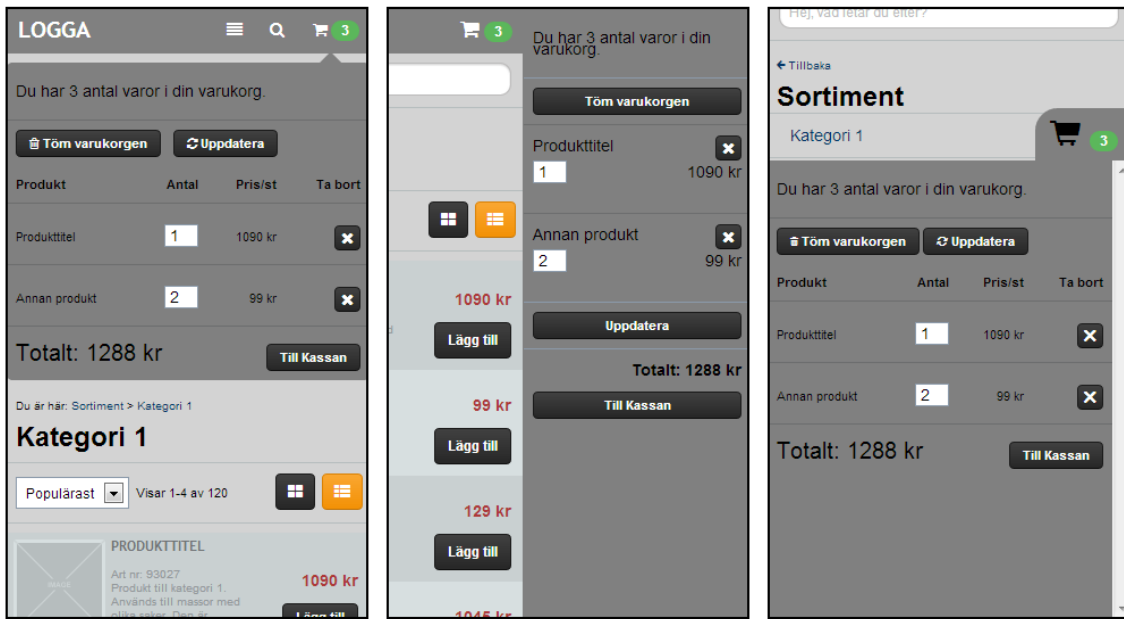 LOGGA
3
Du har 3 antal varor i din varukorg.
Töm varukorgen Uppdatera
Produkt Antal Pris/st Ta bort
Produkttitel 1 1090 kr
Annan produkt 2 99 kr
Totalt: 1288 kr Till Kassan
Du är här: Sortiment > Kategori 1
Kategori 1
Populärast Visar 1-4 av 120
PRODUKTTITEL
IMAGE
Art nr: 93027
Produkt till kategori 1.
1090 kr
Används till massor med
olika saker. Den är
Lägg till
3
1090 kr
Lägg till
99 kr
Lägg till
129 kr
Lägg till
1045 kr
Du har 3 antal varor i din
varukorg.
Töm varukorgen
Produkttitel
1 1090 kr
Annan produkt
2 99 kr
Uppdatera
Totalt: 1288 kr
Till Kassan
Hej, vad letar du efter?
Tillbaka
Sortiment
Kategori 1
3
Du har 3 antal varor i din varukorg.
Töm varukorgen Uppdatera
Produkt Antal Pris/st Ta bort
Produkttitel 1 1090 kr
Annan produkt 2 99 kr
Totalt: 1288 kr Till Kassan